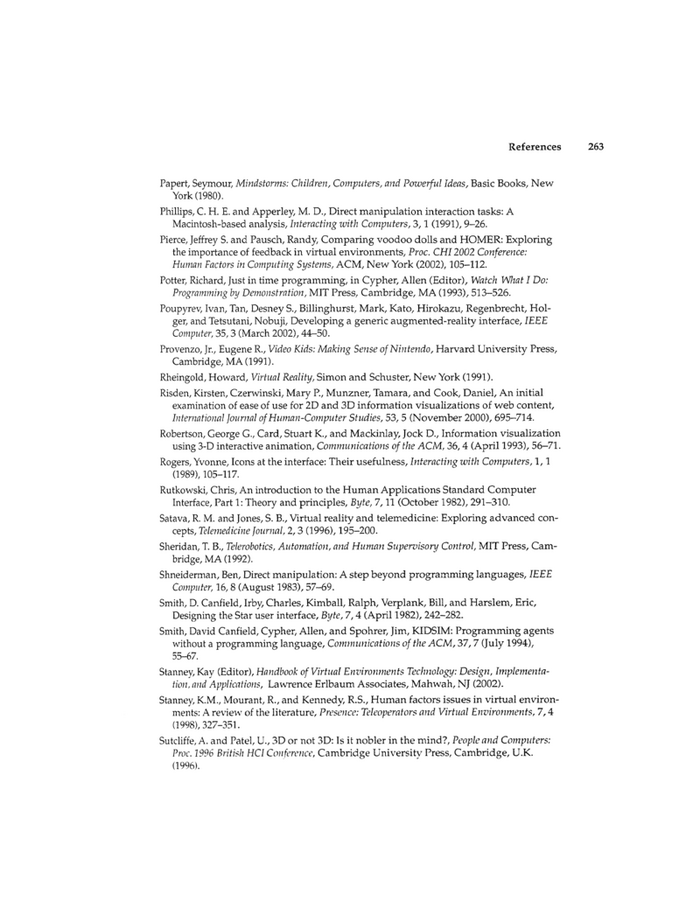 References 263
Papert, Seymour, Mindstorms: Children, Computers, and Powerful Ideas, Basic Books, New
York (1980).
Phillips, C. H. E. and Apperley, M. D., Direct manipulation interaction tasks: A
Macintosh-based analysis, Interacting with Computers, 3, 1 (1991), 9–26.
Pierce, Jeffrey S. and Pausch, Randy, Comparing voodoo dolls and HOMER: Exploring
the importance of feedback in virtual environments, Proc. CHI 2002 Conference:
Human Factors in Computing Systems, ACM, New York (2002), 105–112.
Potter, Richard, Just in time programming, in Cypher, Allen (Editor), Watch What I Do:
Programming by Demonstration, MIT Press, Cambridge, MA (1993), 513–526.
Poupyrev, Ivan, Tan, Desney S., Billinghurst, Mark, Kato, Hirokazu, Regenbrecht, Hol-
ger, and Tetsutani, Nobuji, Developing a generic augmented-reality interface, IEEE
Computer, 35, 3 (March 2002), 44–50.
Provenzo, Jr., Eugene R., Video Kids: Making Sense of Nintendo, Harvard University Press,
Cambridge, MA (1991).
Rheingold, Howard, Virtual Reality, Simon and Schuster, New York (1991).
Risden, Kirsten, Czerwinski, Mary P., Munzner, Tamara, and Cook, Daniel, An initial
examination of ease of use for 2D and 3D information visualizations of web content,
International Journal of Human-Computer Studies, 53, 5 (November 2000), 695–714.
Robertson, George G., Card, Stuart K., and Mackinlay, Jock D., Information visualization
using 3-D interactive animation, Communications of the ACM, 36, 4 (April 1993), 56–71.
Rogers, Yvonne, Icons at the interface: Their usefulness, Interacting with Computers, 1, 1
(1989), 105–117.
Rutkowski, Chris, An introduction to the Human Applications Standard Computer
Interface, Part 1: Theory and principles, Byte, 7, 11 (October 1982), 291–310.
Satava, R. M. and Jones, S. B., Virtual reality and telemedicine: Exploring advanced con-
cepts, Telemedicine Journal, 2, 3 (1996), 195–200.
Sheridan, T. B., Telerobotics, Automation, and Human Supervisory Control, MIT Press, Cam-
bridge, MA (1992).
Shneiderman, Ben, Direct manipulation: A step beyond programming languages, IEEE
Computer, 16, 8 (August 1983), 57–69.
Smith, D. Canfield, Irby, Charles, Kimball, Ralph, Verplank, Bill, and Harslem, Eric,
Designing the Star user interface, Byte, 7, 4 (April 1982), 242–282.
Smith, David Canfield, Cypher, Allen, and Spohrer, Jim, KIDSIM: Programming agents
without a programming language, Communications of the ACM, 37, 7 (July 1994),
55–67.
Stanney, Kay (Editor), Handbook of Virtual Environments Technology: Design, Implementa-
tion, and Applications, Lawrence Erlbaum Associates, Mahwah, NJ (2002).
Stanney, K.M., Mourant, R., and Kennedy, R.S., Human factors issues in virtual environ-
ments: A review of the literature, Presence: Teleoperators and Virtual Environments, 7, 4
(1998), 327–351.
Sutcliffe, A. and Patel, U., 3D or not 3D: Is it nobler in the mind?, People and Computers:
Proc. 1996 British HCI Conference, Cambridge University Press, Cambridge, U.K.
(1996).